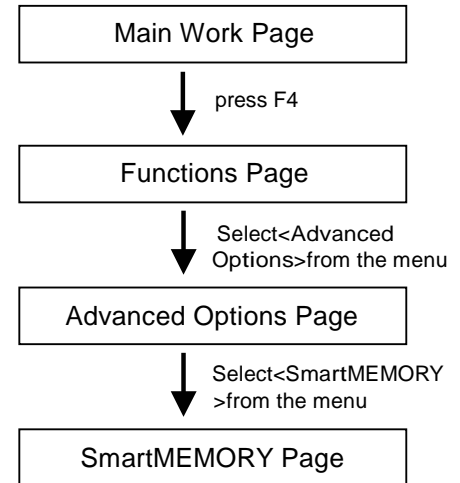 Main Work Page
press F4
Functions Page
Select<Advanced
Options>from the menu
Advanced Options Page
Select<SmartMEMORY
>from the menu
SmartMEMORY Page